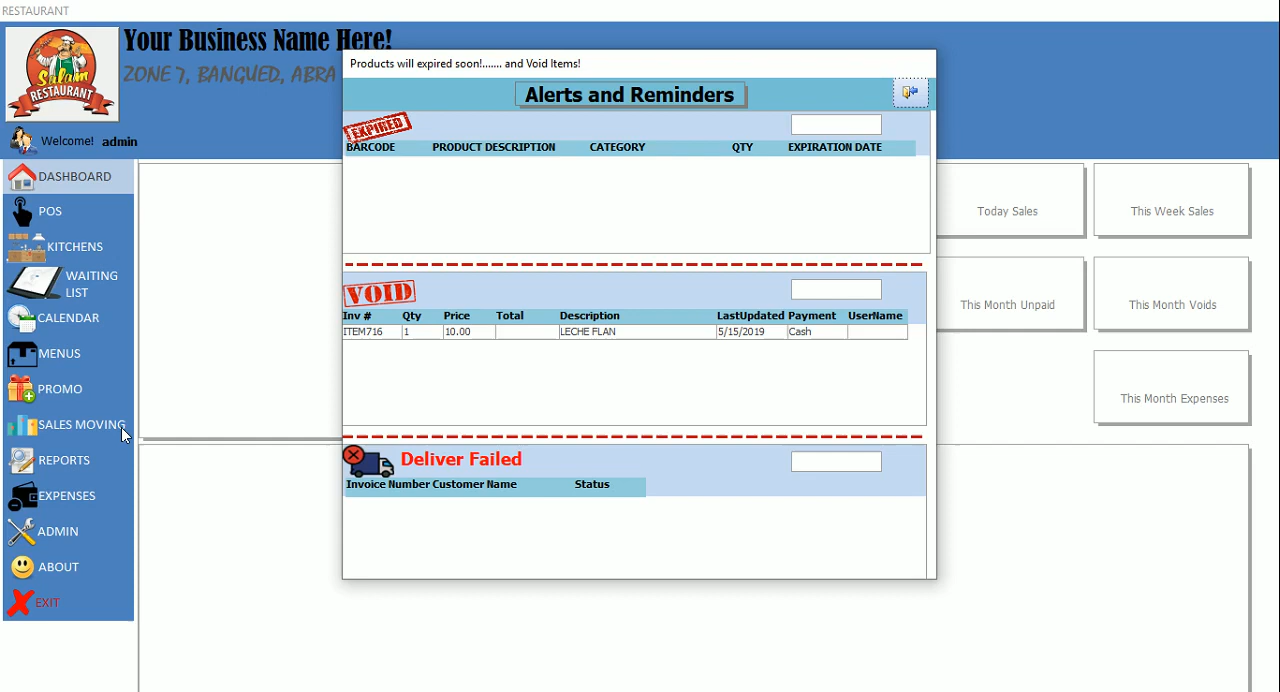 RESTAURANT
Your Business Name Here!
ZONE 7, BANGUED, ABRA
Salam
RESTAURANT
Welcome! admin
DASHBOARD
POS
KITCHENS
WAITING
LIST
CALENDAR
MENUS
PROMO
SALES MOVING
REPORTS
EXPENSES
ADMIN
ABOUT
EXIT
Products will expired soon!....... and Void Items!
Alerts and Reminders
EXPIRED
BARCODE PRODUCT DESCRIPTION CATEGORY QTY EXPIRATION DATE
VOID
Inv # Qty Price Total Description LastUpdated Payment UserName
ITEM716 1 10.00 LECHE FLAN 5/15/2019 Cash
Deliver Failed
Invoice Number Customer Name Status
Today Sales
This Week Sales
This Month Unpaid
This Month Voids
This Month Expenses